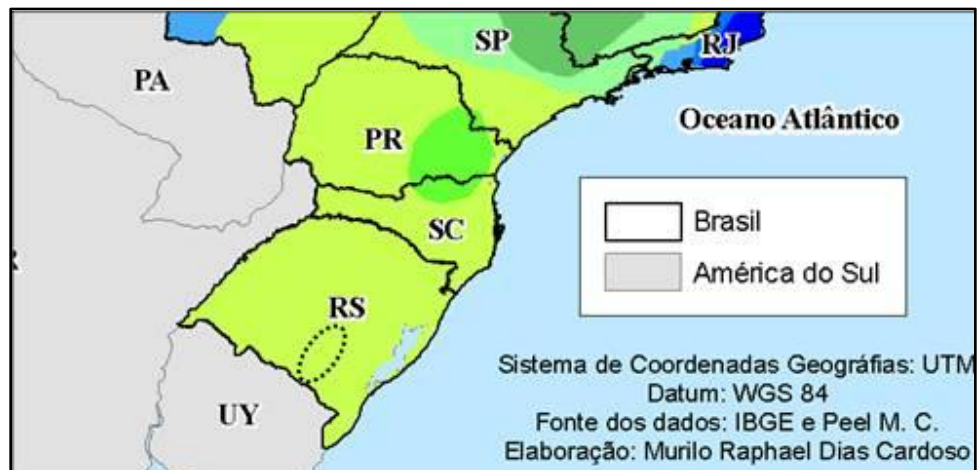 SP
RJ
PA
Oceano Atlântico
PR
Brasil
SC
América do Sul
RS
Sistema de Coordenadas Geográfias: UTM
Datum: WGS 84
UY
Fonte dos dados: IBGE e Peel M. C.
Elaboração: Murilo Raphael Dias Cardoso